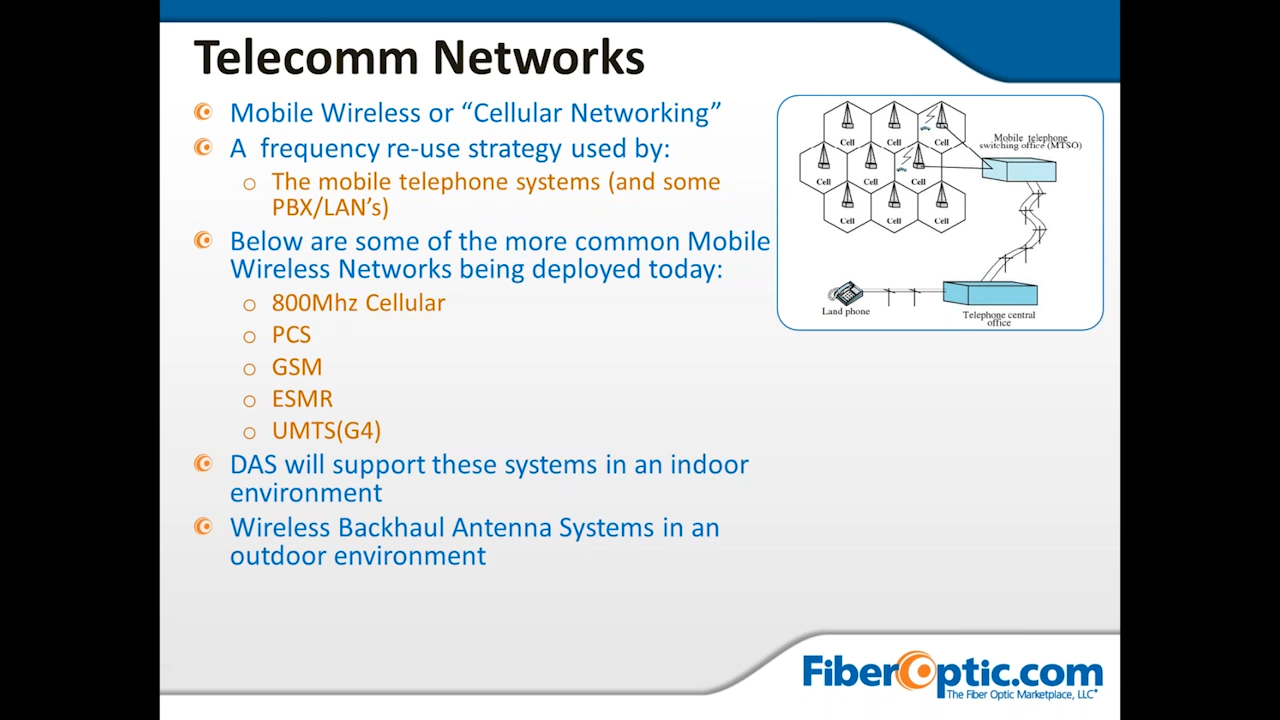 Telecomm Networks
Mobile Wireless or “Cellular Networking”
A frequency re-use strategy used by:
The mobile telephone systems (and some
PBX/LAN’s)
Below are some of the more common Mobile
Wireless Networks being deployed today:
800Mhz Cellular
PCS
GSM
ESMR
UMTS(G4)
DAS will support these systems in an indoor
environment
Wireless Backhaul Antenna Systems in an
outdoor environment
Cell Cell Cell
Cell Cell Cell
Cell Cell Cell
Mobile telephone
switching office (MTSO)
Land phone
Telephone central
office
FiberOptic.com
The Fiber Optic Marketplace, LLC